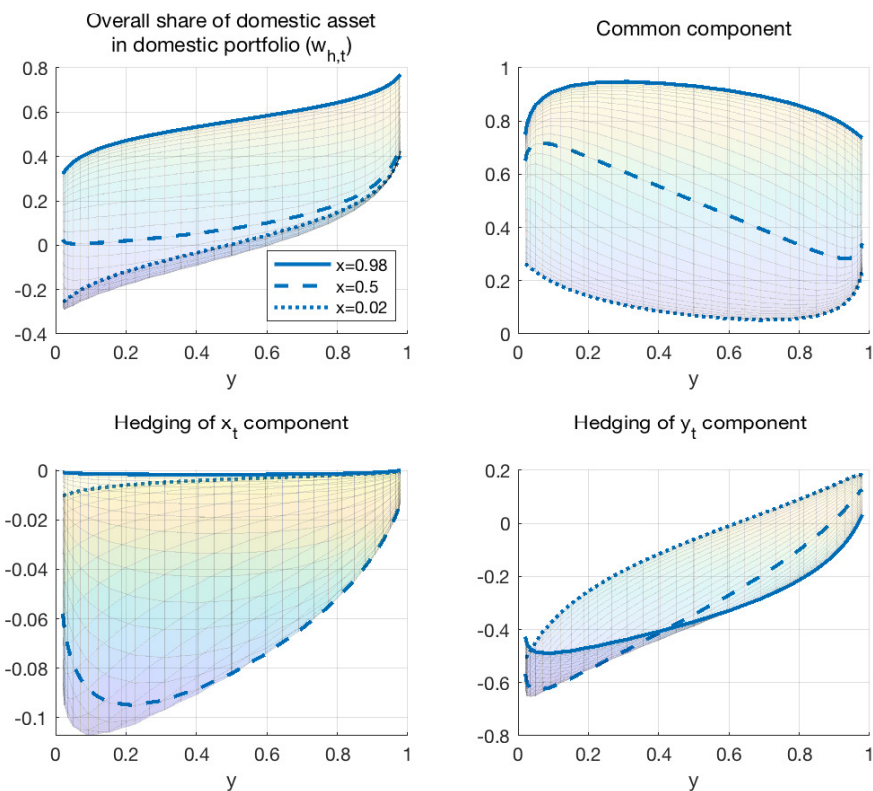 Overall share of domestic asset
in domestic portfolio (w_h,t)
0.8
0.6
0.4
0.2
0
-0.2
-0.4
0 0.2 0.4 0.6 0.8 1
y
x=0.98
x=0.5
x=0.02
Common component
1
0.8
0.6
0.4
0.2
0
0 0.2 0.4 0.6 0.8 1
y
Hedging of x_t component
0
-0.02
-0.04
-0.06
-0.08
-0.1
0 0.2 0.4 0.6 0.8 1
y
Hedging of y_t component
0.2
0
-0.2
-0.4
-0.6
-0.8
0 0.2 0.4 0.6 0.8 1
y